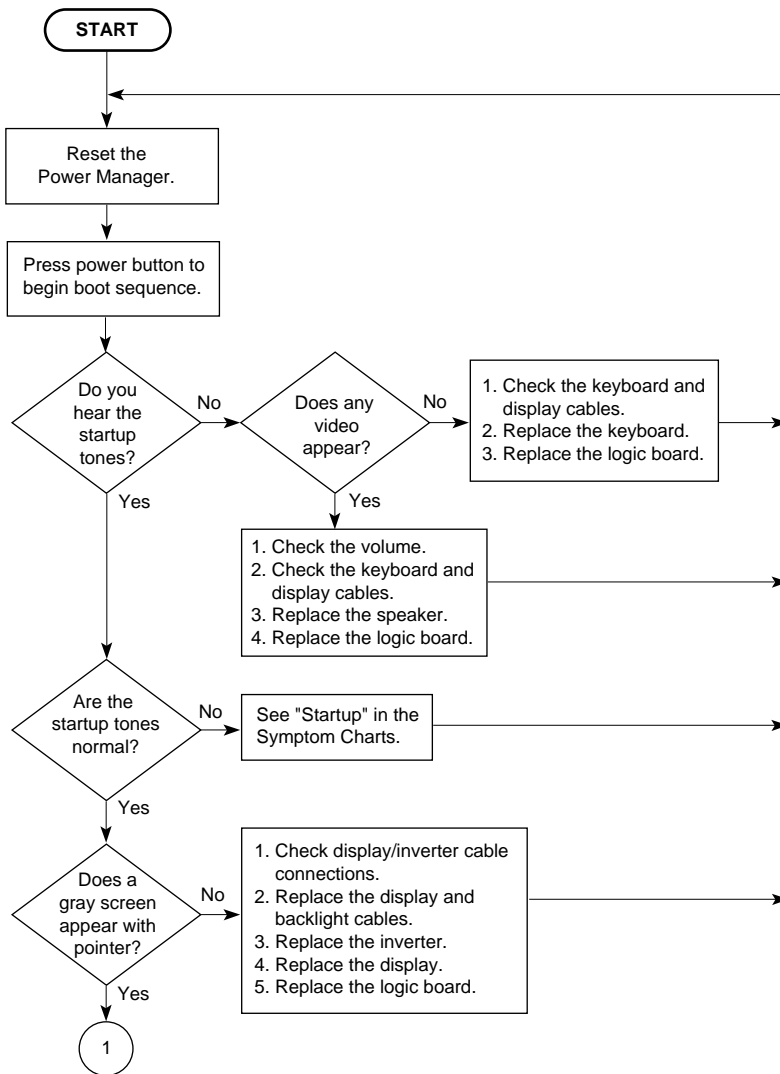 START
Reset the
Power Manager.
Press power button to
begin boot sequence.
Do you
hear the
startup
tones?
No
Does any
video
appear?
No
1. Check the keyboard and
display cables.
2. Replace the keyboard.
3. Replace the logic board.
Yes
Yes
1. Check the volume.
2. Check the keyboard and
display cables.
3. Replace the speaker.
4. Replace the logic board.
Are the
startup tones
normal?
No
See "Startup" in the
Symptom Charts.
Yes
Does a
gray screen
appear with
pointer?
No
1. Check display/inverter cable
connections.
2. Replace the display and
backlight cables.
3. Replace the inverter.
4. Replace the display.
5. Replace the logic board.
Yes
1